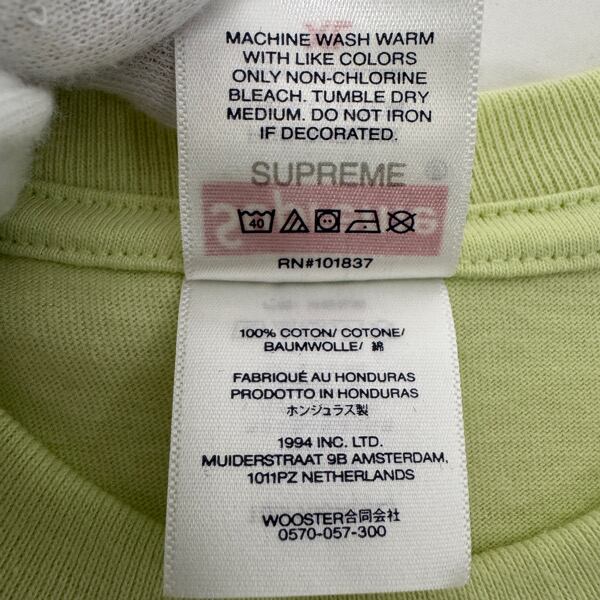 MACHINE WASH WARM
WITH LIKE COLORS
ONLY NON-CHLORINE
BLEACH. TUMBLE DRY
MEDIUM. DO NOT IRON
IF DECORATED.
SUPREME
40
RN#101837
100% COTON/ COTONE/
BAUMWOLLE/ 綿
FABRIQUÉ AU HONDURAS
PRODOTTO IN HONDURAS
ホンジュラス製
1994 INC. LTD.
MUIDERSTRAAT 9B AMSTERDAM,
1011PZ NETHERLANDS
WOOSTER合同会社
0570-057-300